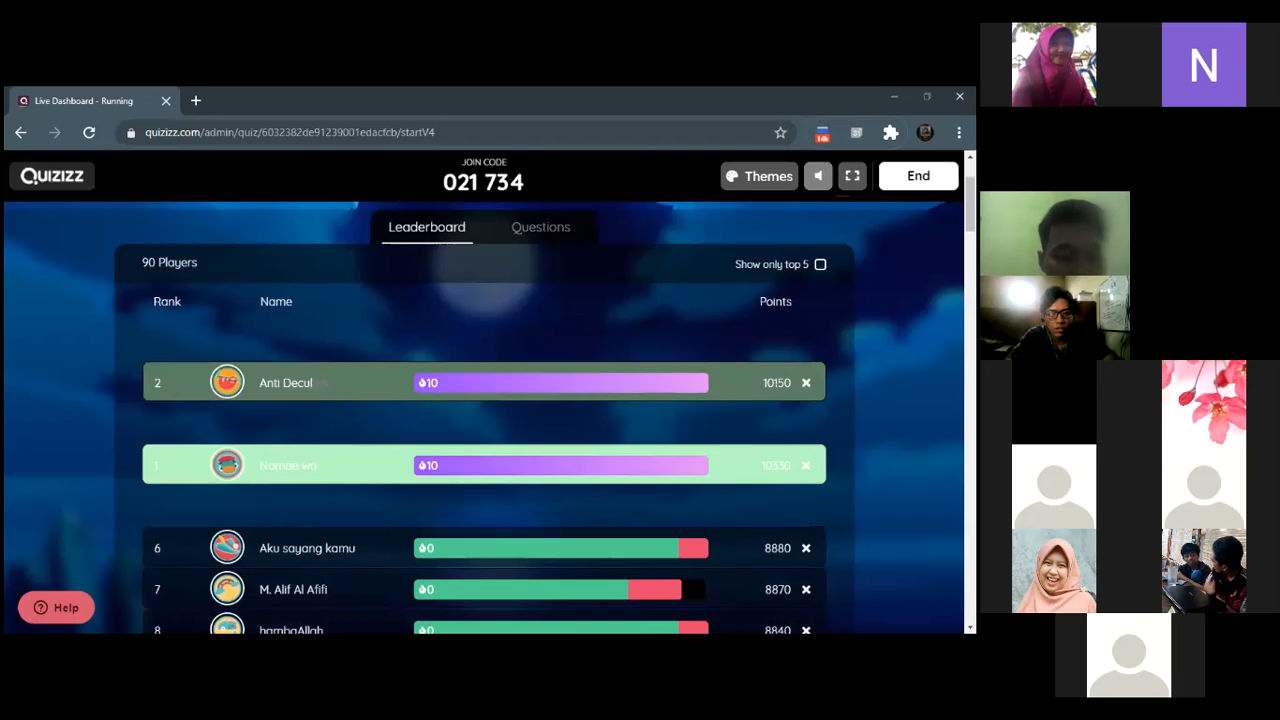 Live Dashboard - Running
quizizz.com/admin/quiz/6032382de91239001edacfcb/startV4
14h
Quizizz
JOIN CODE
021 734
Themes
End
Leaderboard Questions
90 Players
Show only top 5
Rank Name Points
2 Anti Decul 10 10150
1 Namae wa 10 10330
6 Aku sayang kamu 0 8880
7 M. Alif Al Afifi 0 8870
8 hambaAllah 0 8840
Help
N